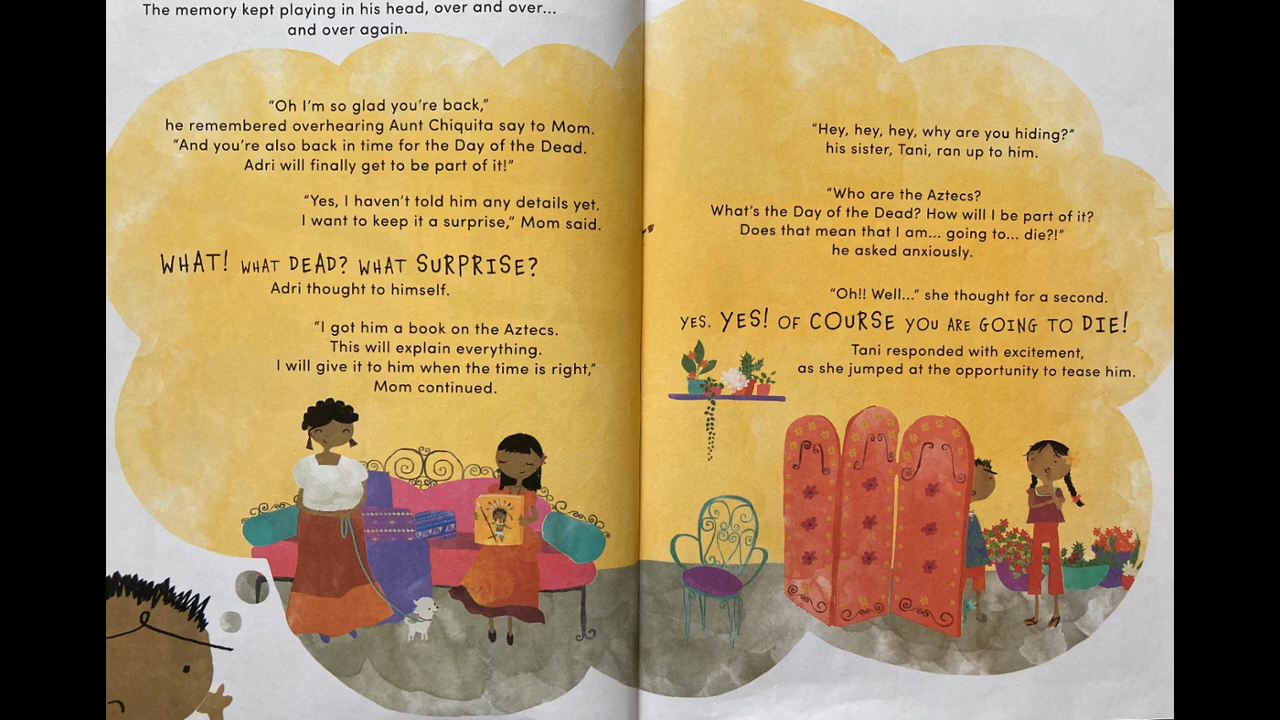 The memory kept playing in his head, over and over...
and over again.
“Oh I’m so glad you’re back,”
he remembered overhearing Aunt Chiquita say to Mom.
“And you’re also back in time for the Day of the Dead.
Adri will finally get to be part of it!”
“Yes, I haven’t told him any details yet.
I want to keep it a surprise,” Mom said.
WHAT! WHAT DEAD? WHAT SURPRISE?
Adri thought to himself.
“I got him a book on the Aztecs.
This will explain everything.
I will give it to him when the time is right,”
Mom continued.
“Hey, hey, hey, why are you hiding?”
his sister, Tani, ran up to him.
“Who are the Aztecs?
What’s the Day of the Dead? How will I be part of it?
Does that mean that I am... going to... die?!”
he asked anxiously.
“Oh!! Well...” she thought for a second.
YES. YES! OF COURSE YOU ARE GOING TO DIE!
Tani responded with excitement,
as she jumped at the opportunity to tease him.